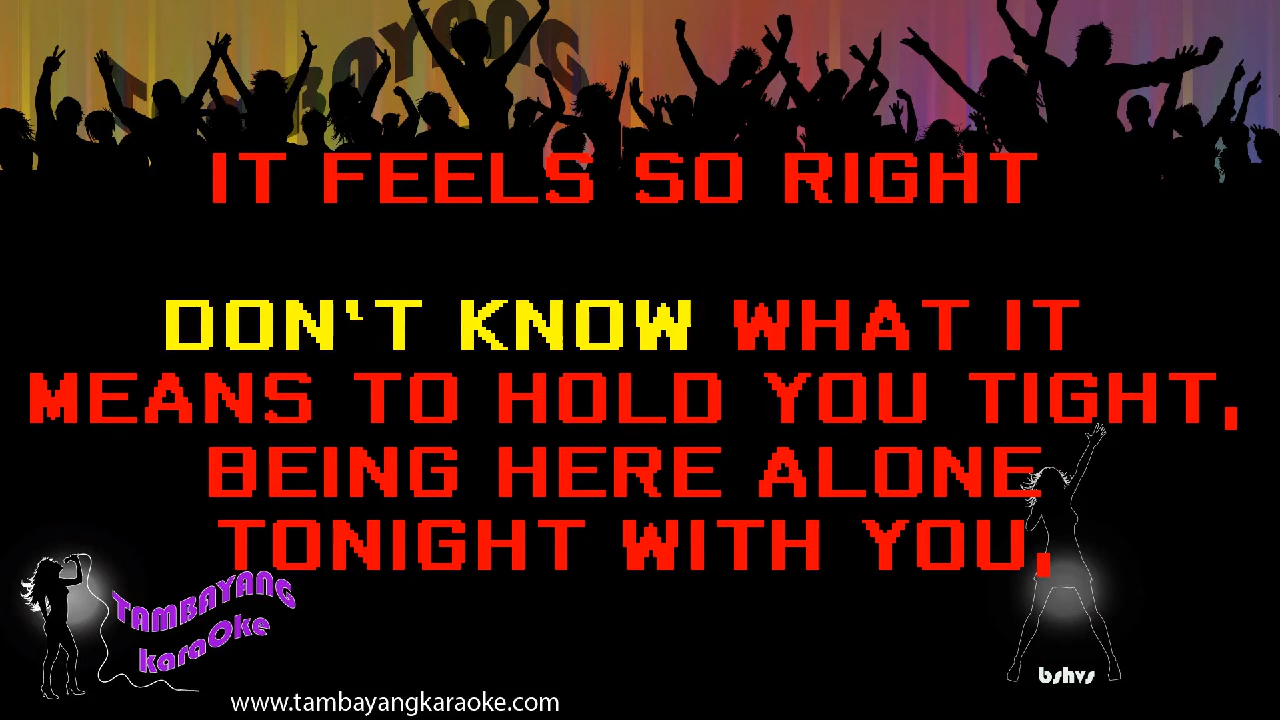 TAMBAYANG
IT FEELS SO RIGHT
DON'T KNOW WHAT IT
MEANS TO HOLD YOU TIGHT,
BEING HERE ALONE
TONIGHT WITH YOU,
TAMBAYANG
karaOke
bshvs
www.tambayangkaraoke.com